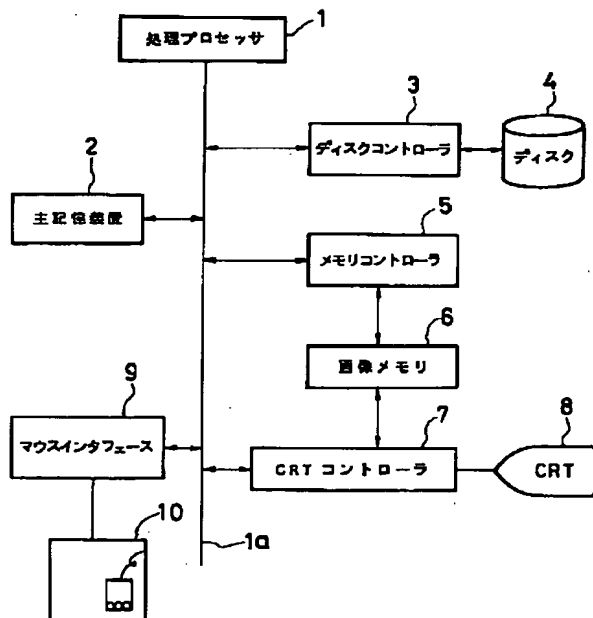 1
処理プロセッサ
3
ディスクコントローラ
4
ディスク
2
主記憶装置
5
メモリコントローラ
6
画像メモリ
9
マウスインタフェース
7
CRTコントローラ
8
CRT
10
1a